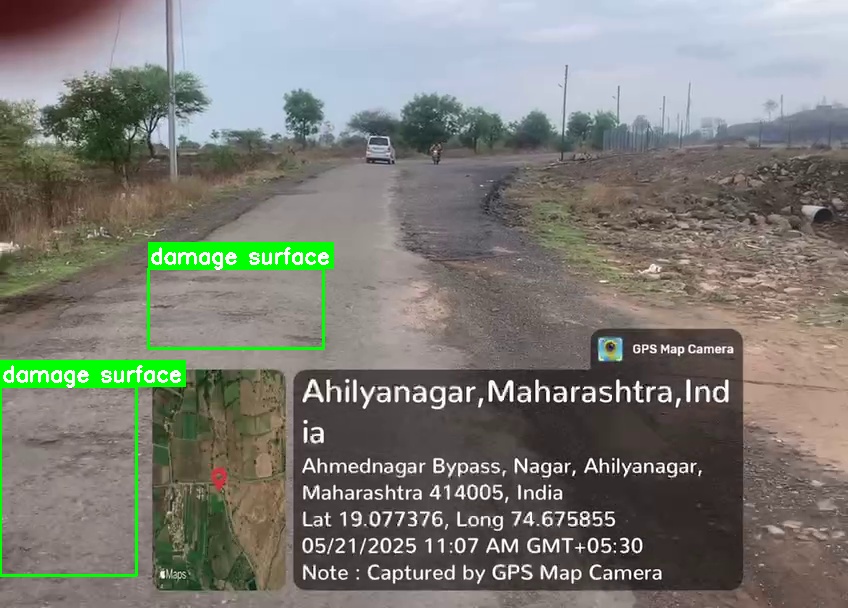 damage surface
damage surface
GPS Map Camera
Ahilyanagar,Maharashtra,Ind
ia
Ahmednagar Bypass, Nagar, Ahilyanagar,
Maharashtra 414005, India
Lat 19.077376, Long 74.675855
05/21/2025 11:07 AM GMT+05:30
Note : Captured by GPS Map Camera
Maps